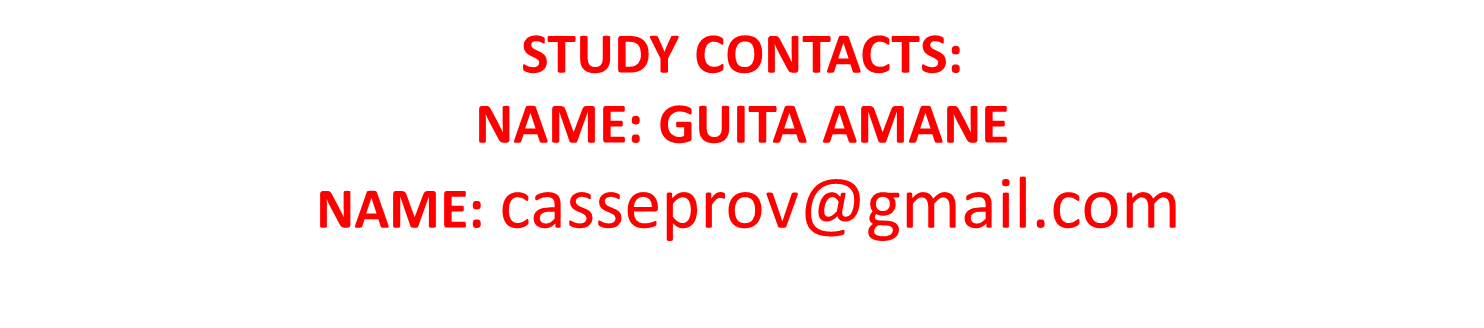 STUDY CONTACTS:
NAME: GUITA AMANE
NAME: casseprov@gmail.com